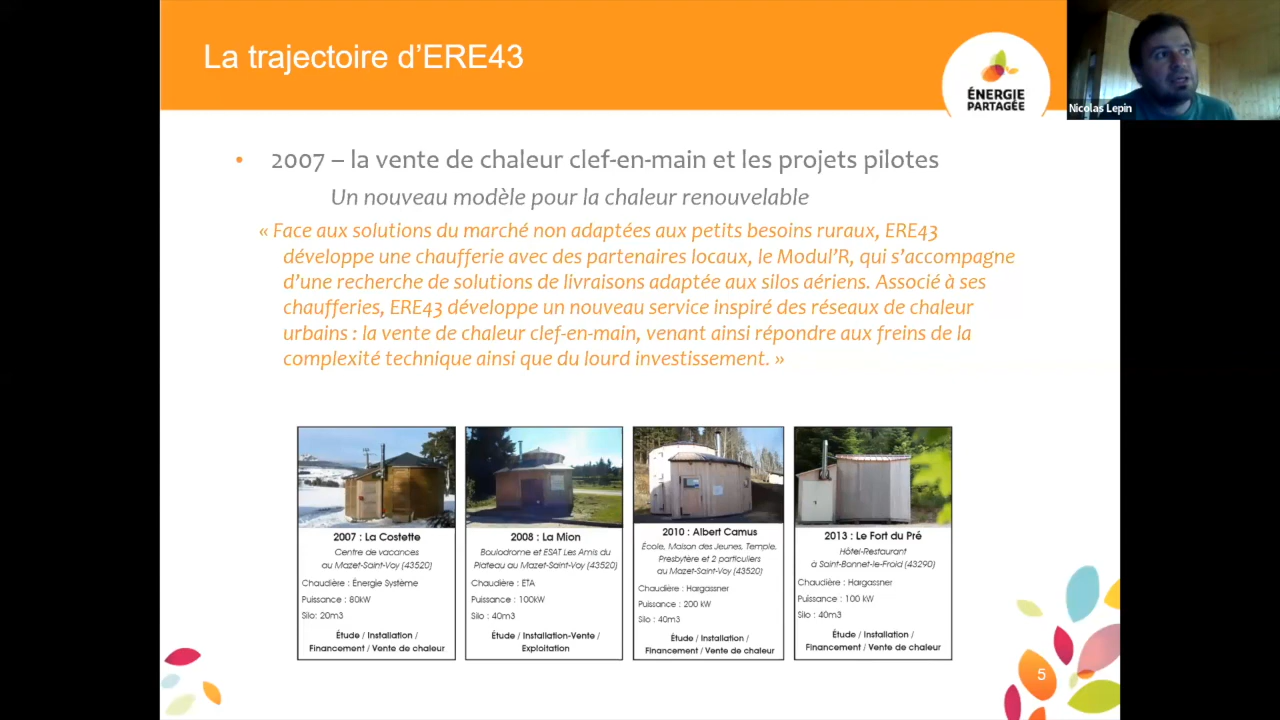 La trajectoire d'ERE43
ÉNERGIE
PARTAGÉE
Nicolas Lepin
• 2007 – la vente de chaleur clef-en-main et les projets pilotes
Un nouveau modèle pour la chaleur renouvelable
« Face aux solutions du marché non adaptées aux petits besoins ruraux, ERE43
développe une chaufferie avec des partenaires locaux, le Modul'R, qui s'accompagne
d'une recherche de solutions de livraisons adaptée aux silos aériens. Associé à ses
chaufferies, ERE43 développe un nouveau service inspiré des réseaux de chaleur
urbains : la vente de chaleur clef-en-main, venant ainsi répondre aux freins de la
complexité technique ainsi que du lourd investissement. »
2007 : La Costette
Centre de vacances
au Mazet-Saint-Voy (43520)
Chaudière : Énergie Système
Puissance : 80kW
Silo: 20m3
Étude / Installation /
Financement / Vente de chaleur
2008 : La Mion
Boulodrome et ESAT Les Amis du
Plateau au Mazet-Saint-Voy (43520)
Chaudière : ETA
Puissance : 100kW
Silo : 40m3
Étude / Installation-Vente /
Exploitation
2010 : Albert Camus
École, Maison des Jeunes, Temple,
Presbytère et 2 particuliers
au Mazet-Saint-Voy (43520)
Chaudière : Hargassner
Puissance : 200 kW
Silo : 40m3
Étude / Installation /
Financement / Vente de chaleur
2013 : Le Fort du Pré
Hôtel-Restaurant
à Saint-Bonnet-le-Froid (43290)
Chaudière : Hargassner
Puissance : 100 kW
Silo : 40m3
Étude / Installation /
Financement / Vente de chaleur
5